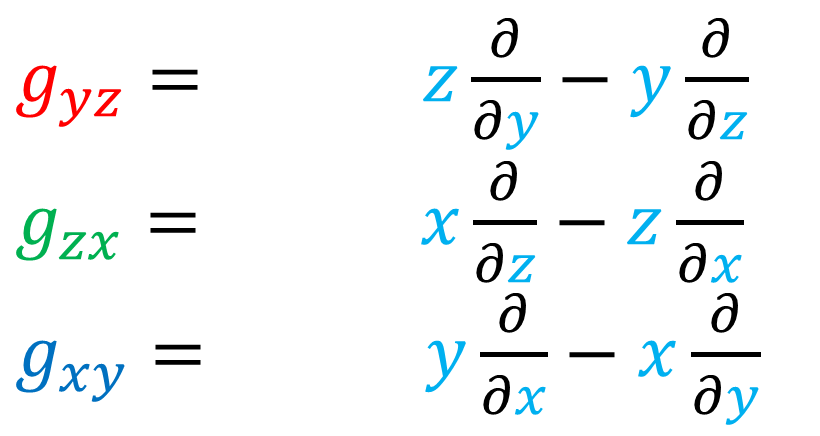 g_yz = z ∂/∂y − y ∂/∂z
g_zx = x ∂/∂z − z ∂/∂x
g_xy = y ∂/∂x − x ∂/∂y